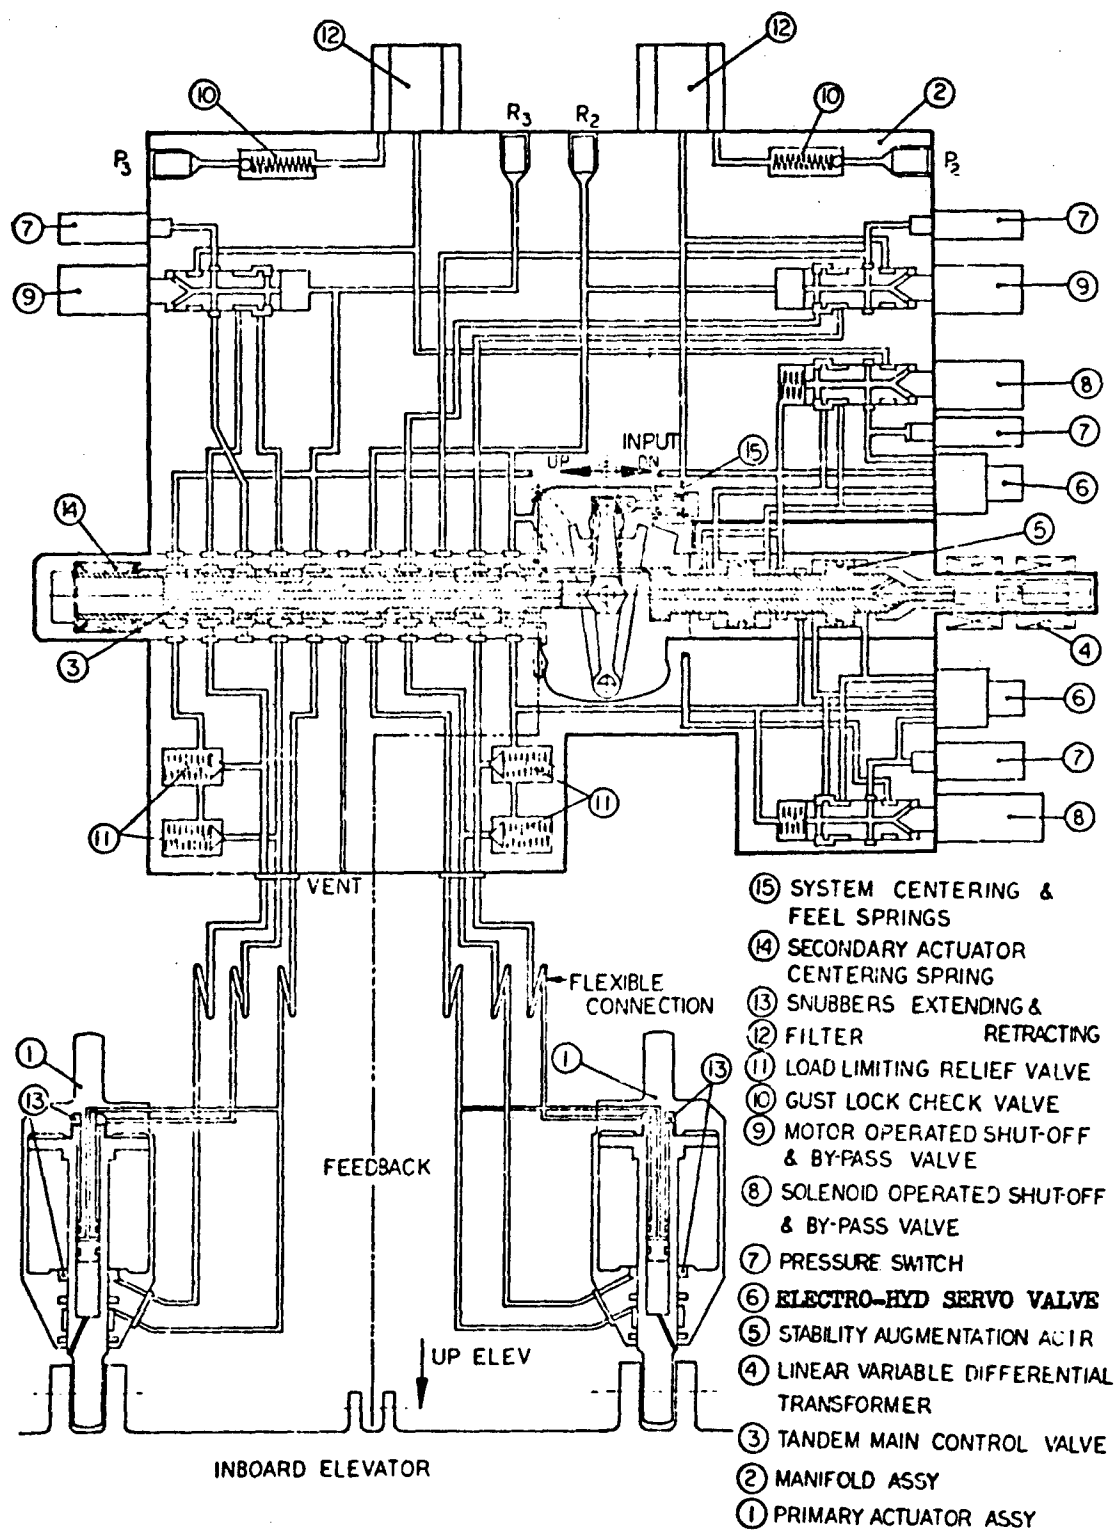 12
12
10
R3
R2
10
2
P3
P2
7
7
9
9
8
7
INPUT
UP
DN
15
6
14
5
3
4
6
7
11
11
8
VENT
15 SYSTEM CENTERING &
FEEL SPRINGS
14 SECONDARY ACTUATOR
CENTERING SPRING
FLEXIBLE
CONNECTION
13 SNUBBERS EXTENDING &
RETRACTING
12 FILTER
11 LOAD LIMITING RELIEF VALVE
10 GUST LOCK CHECK VALVE
9 MOTOR OPERATED SHUT-OFF
& BY-PASS VALVE
8 SOLENOID OPERATED SHUT-OFF
& BY-PASS VALVE
7 PRESSURE SWITCH
6 ELECTRO-HYD SERVO VALVE
5 STABILITY AUGMENTATION ACTR
4 LINEAR VARIABLE DIFFERENTIAL
TRANSFORMER
3 TANDEM MAIN CONTROL VALVE
2 MANIFOLD ASSY
1 PRIMARY ACTUATOR ASSY
1
13
1
13
FEEDBACK
UP ELEV
INBOARD ELEVATOR